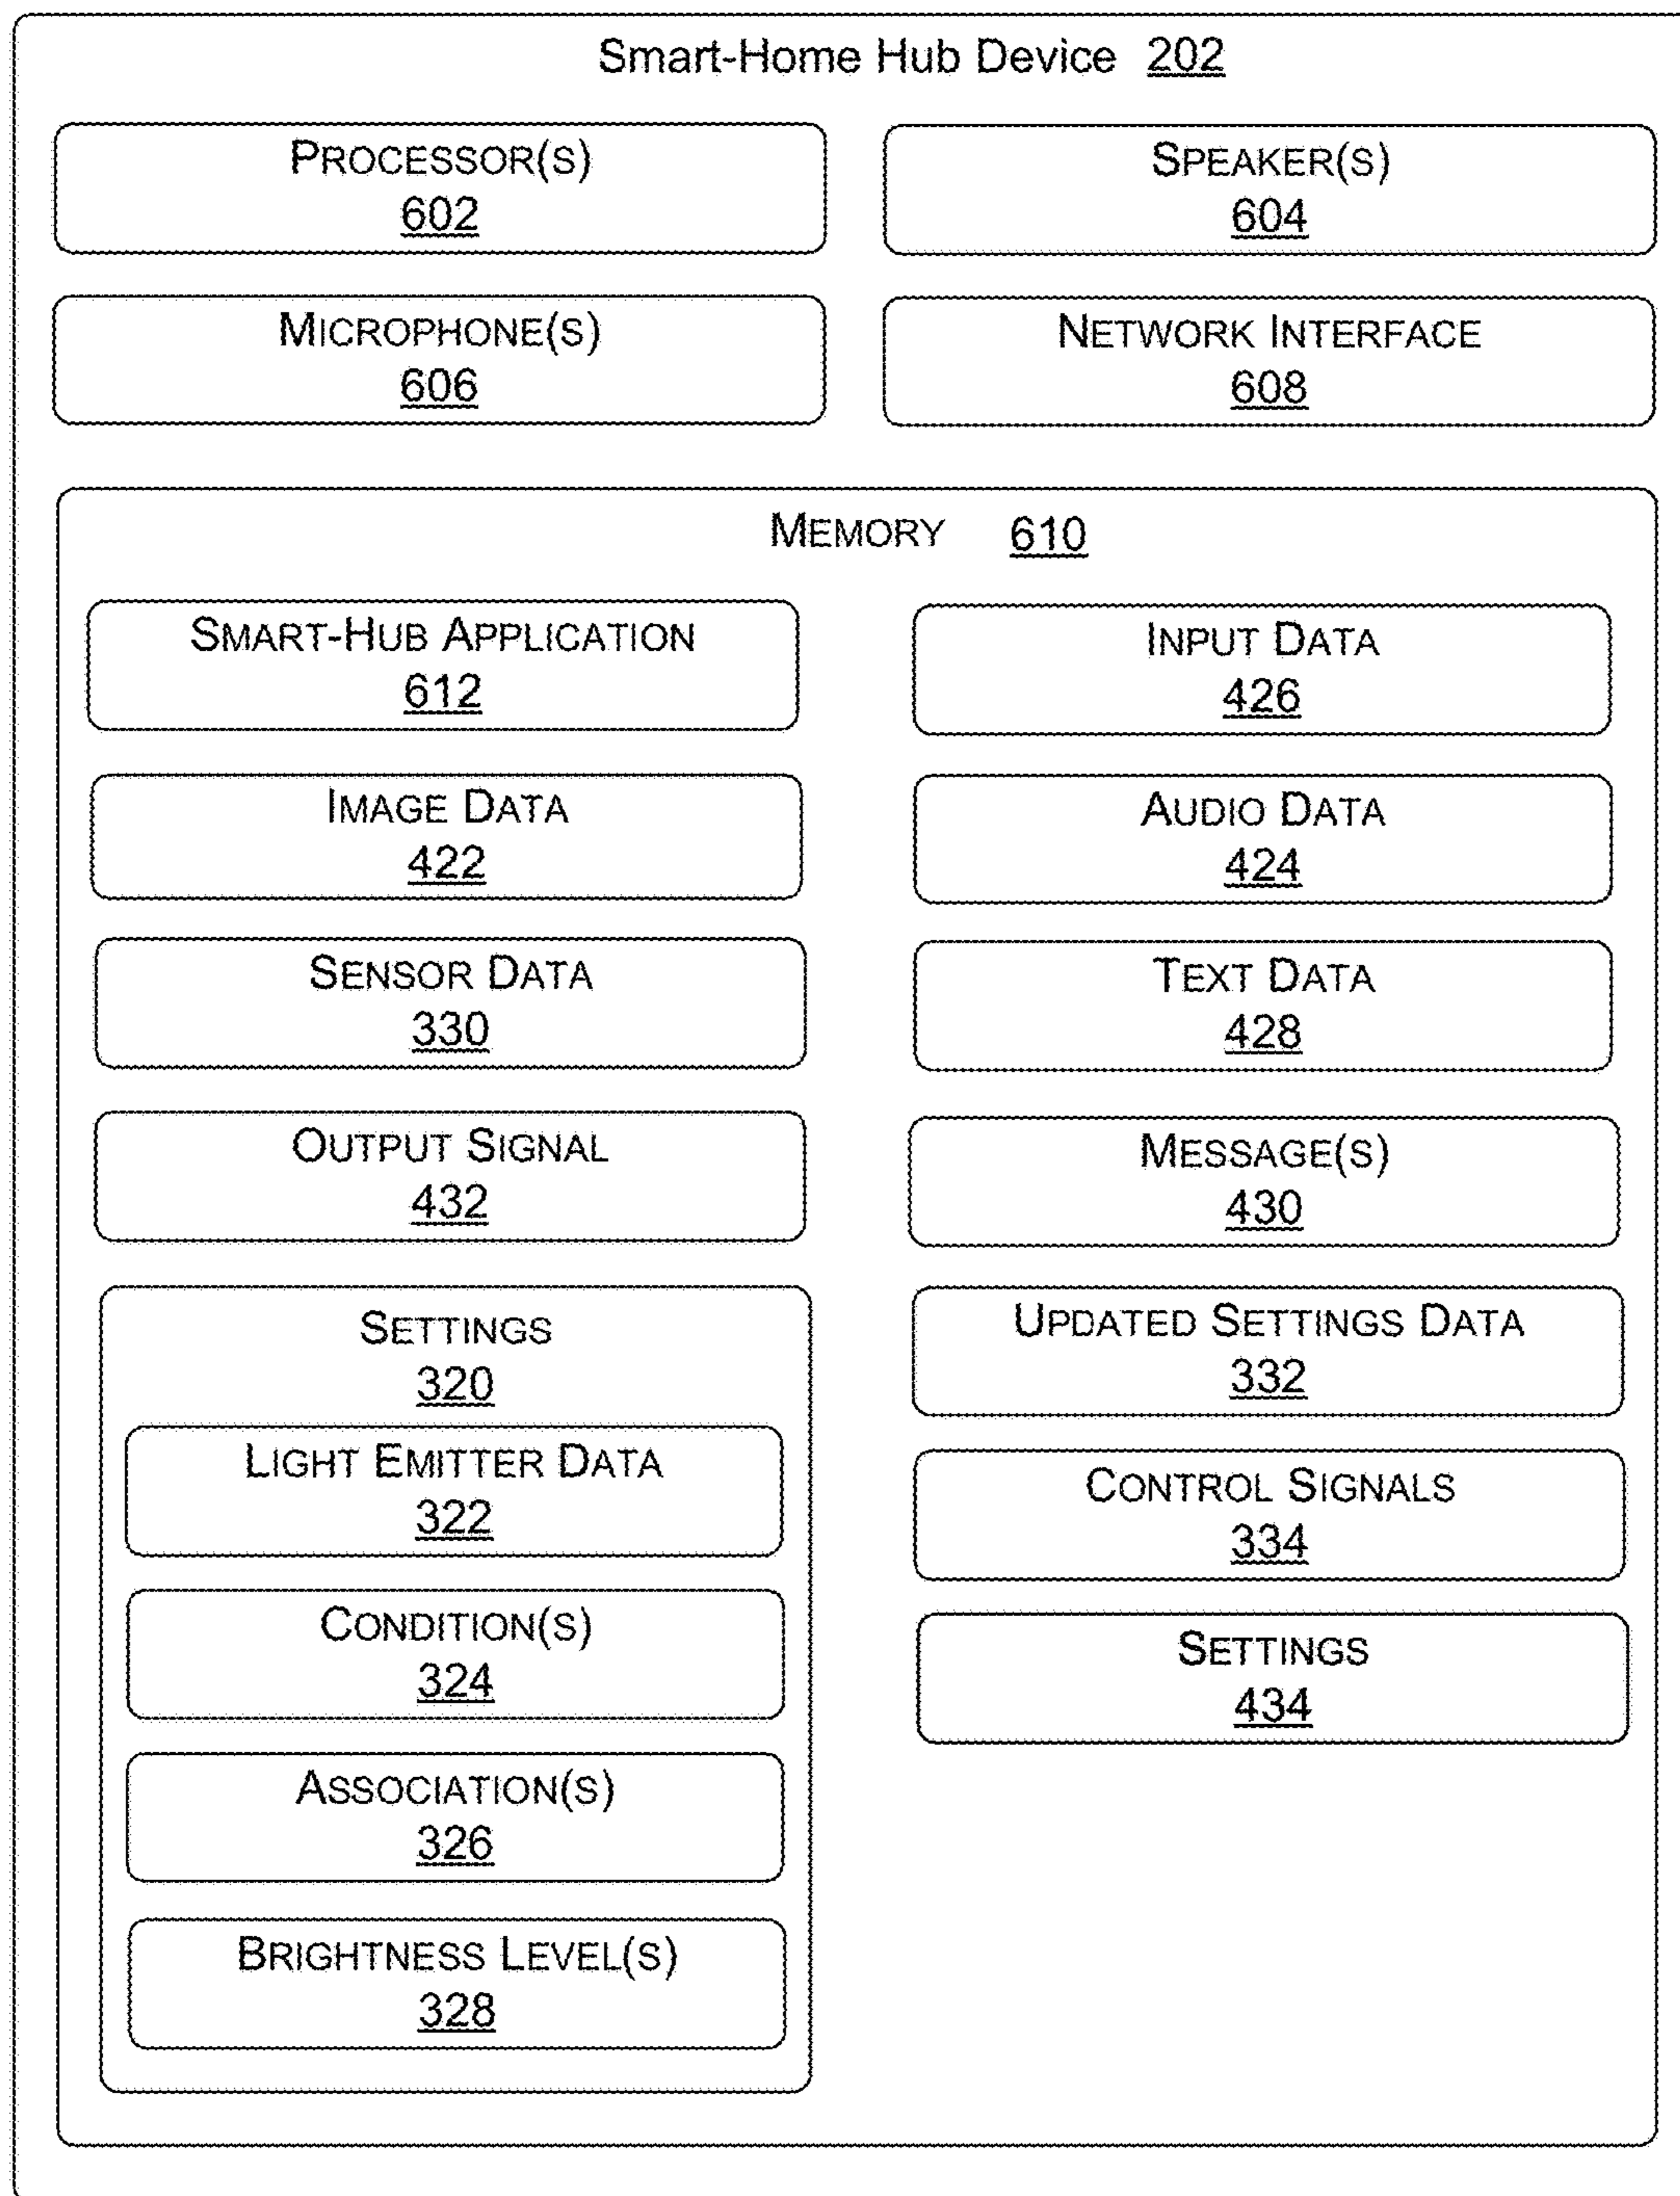 Smart-Home Hub Device 202
PROCESSOR(S)
602
SPEAKER(S)
604
MICROPHONE(S)
606
NETWORK INTERFACE
608
MEMORY 610
SMART-HUB APPLICATION
612
INPUT DATA
426
IMAGE DATA
422
AUDIO DATA
424
SENSOR DATA
330
TEXT DATA
428
OUTPUT SIGNAL
432
MESSAGE(S)
430
SETTINGS
320
LIGHT EMITTER DATA
322
CONDITION(S)
324
ASSOCIATION(S)
326
BRIGHTNESS LEVEL(S)
328
UPDATED SETTINGS DATA
332
CONTROL SIGNALS
334
SETTINGS
434